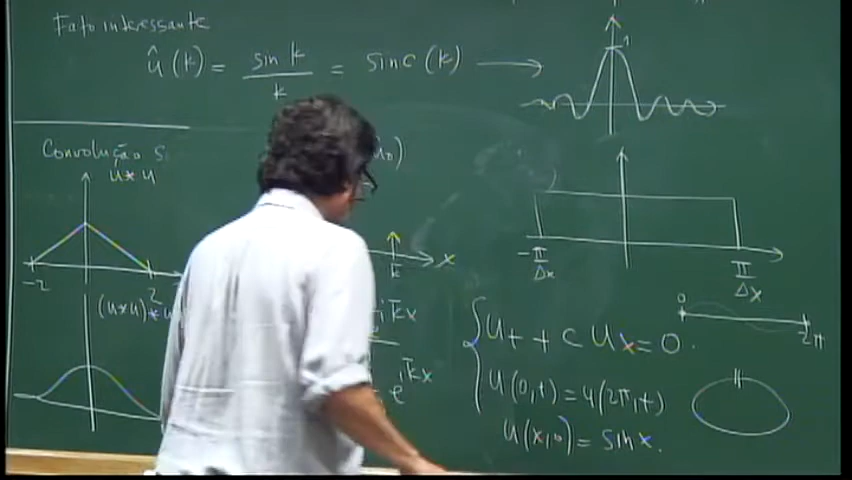 Fato interessante
û(k) = sin k / k = sinc(k) →
1
Convolução
u * u
-2
2
(u * u) * u
k x
-π/Δx
π/Δx
e^{ikx}
0
2π
u_t + c u_x = 0.
u(0,t) = u(2π,t)
u(x,0) = sin x.